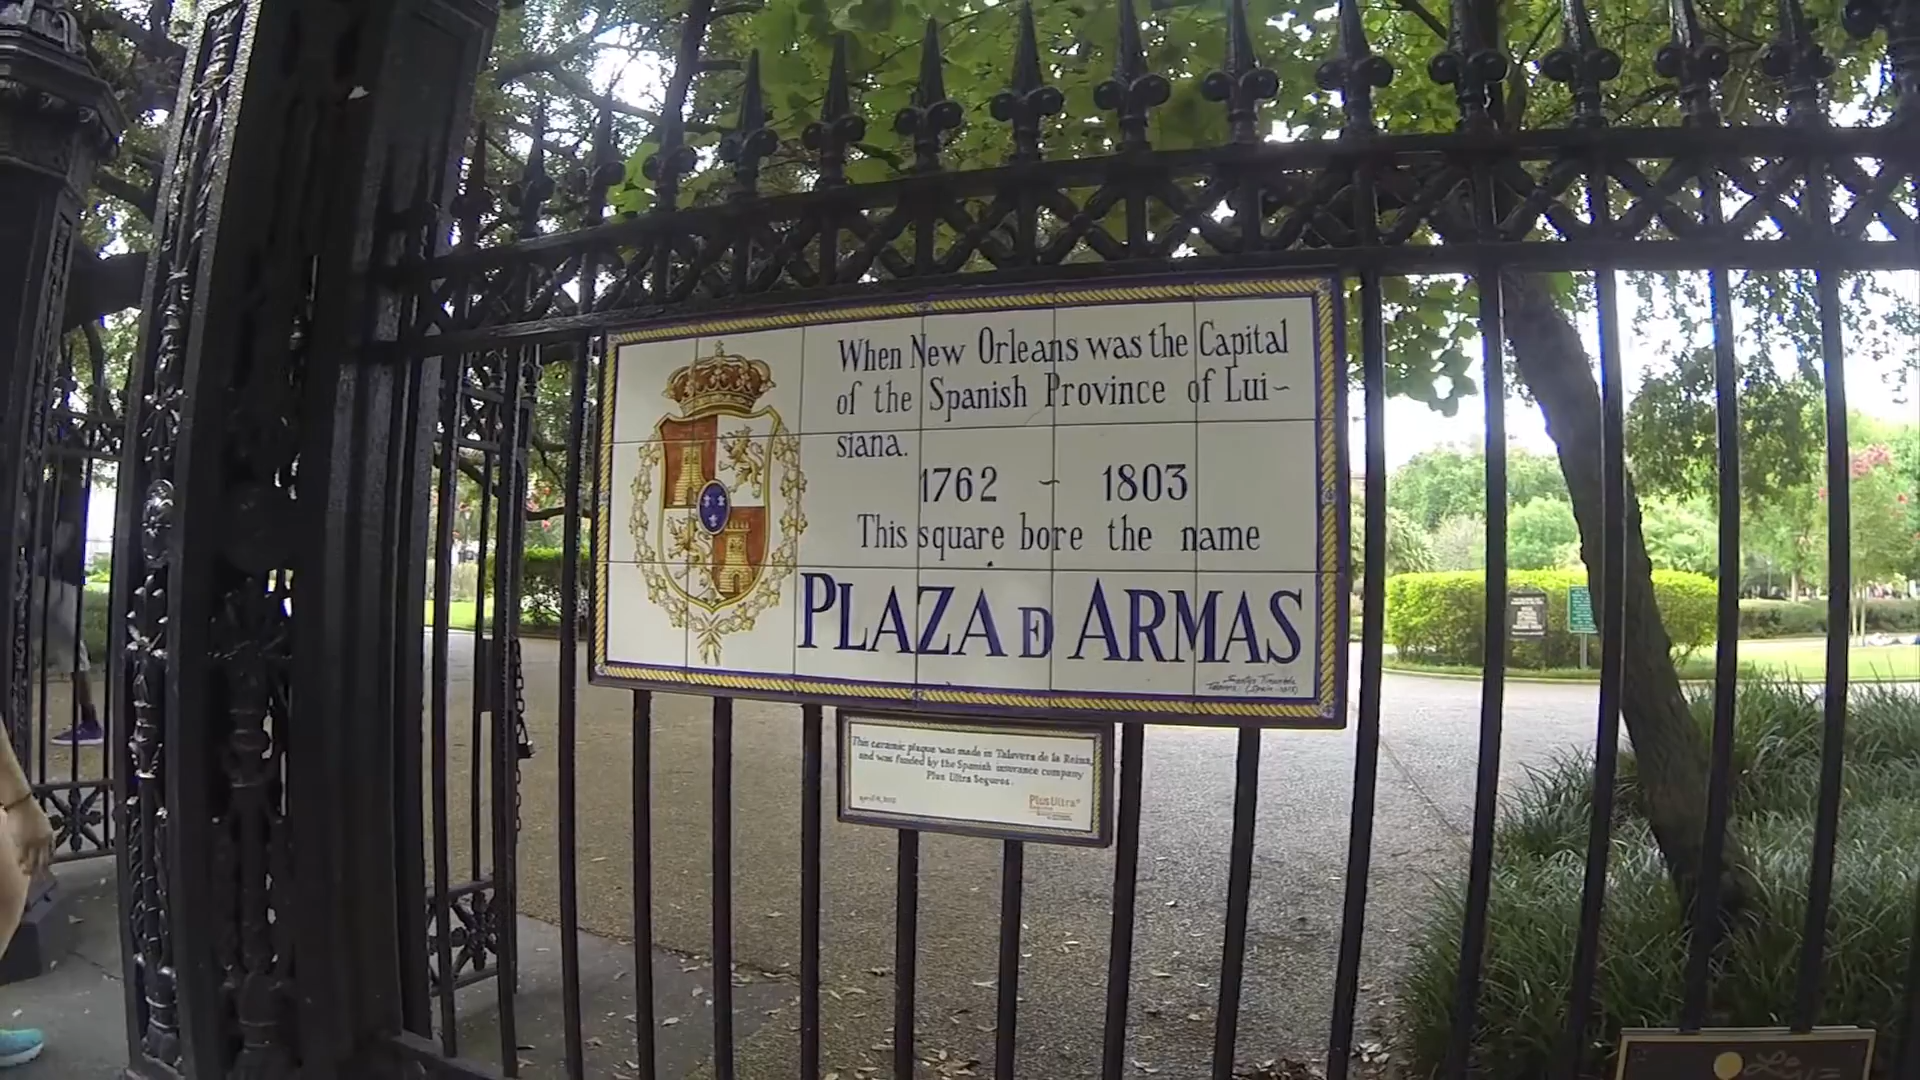 When New Orleans was the Capital
of the Spanish Province of Lui~
siana.
1762 ~ 1803
This square bore the name
PLAZA DE ARMAS
This ceramic plaque was made in Talavera de la Reina,
and was funded by the Spanish insurance company
Plus Ultra Seguros.
PlusUltra